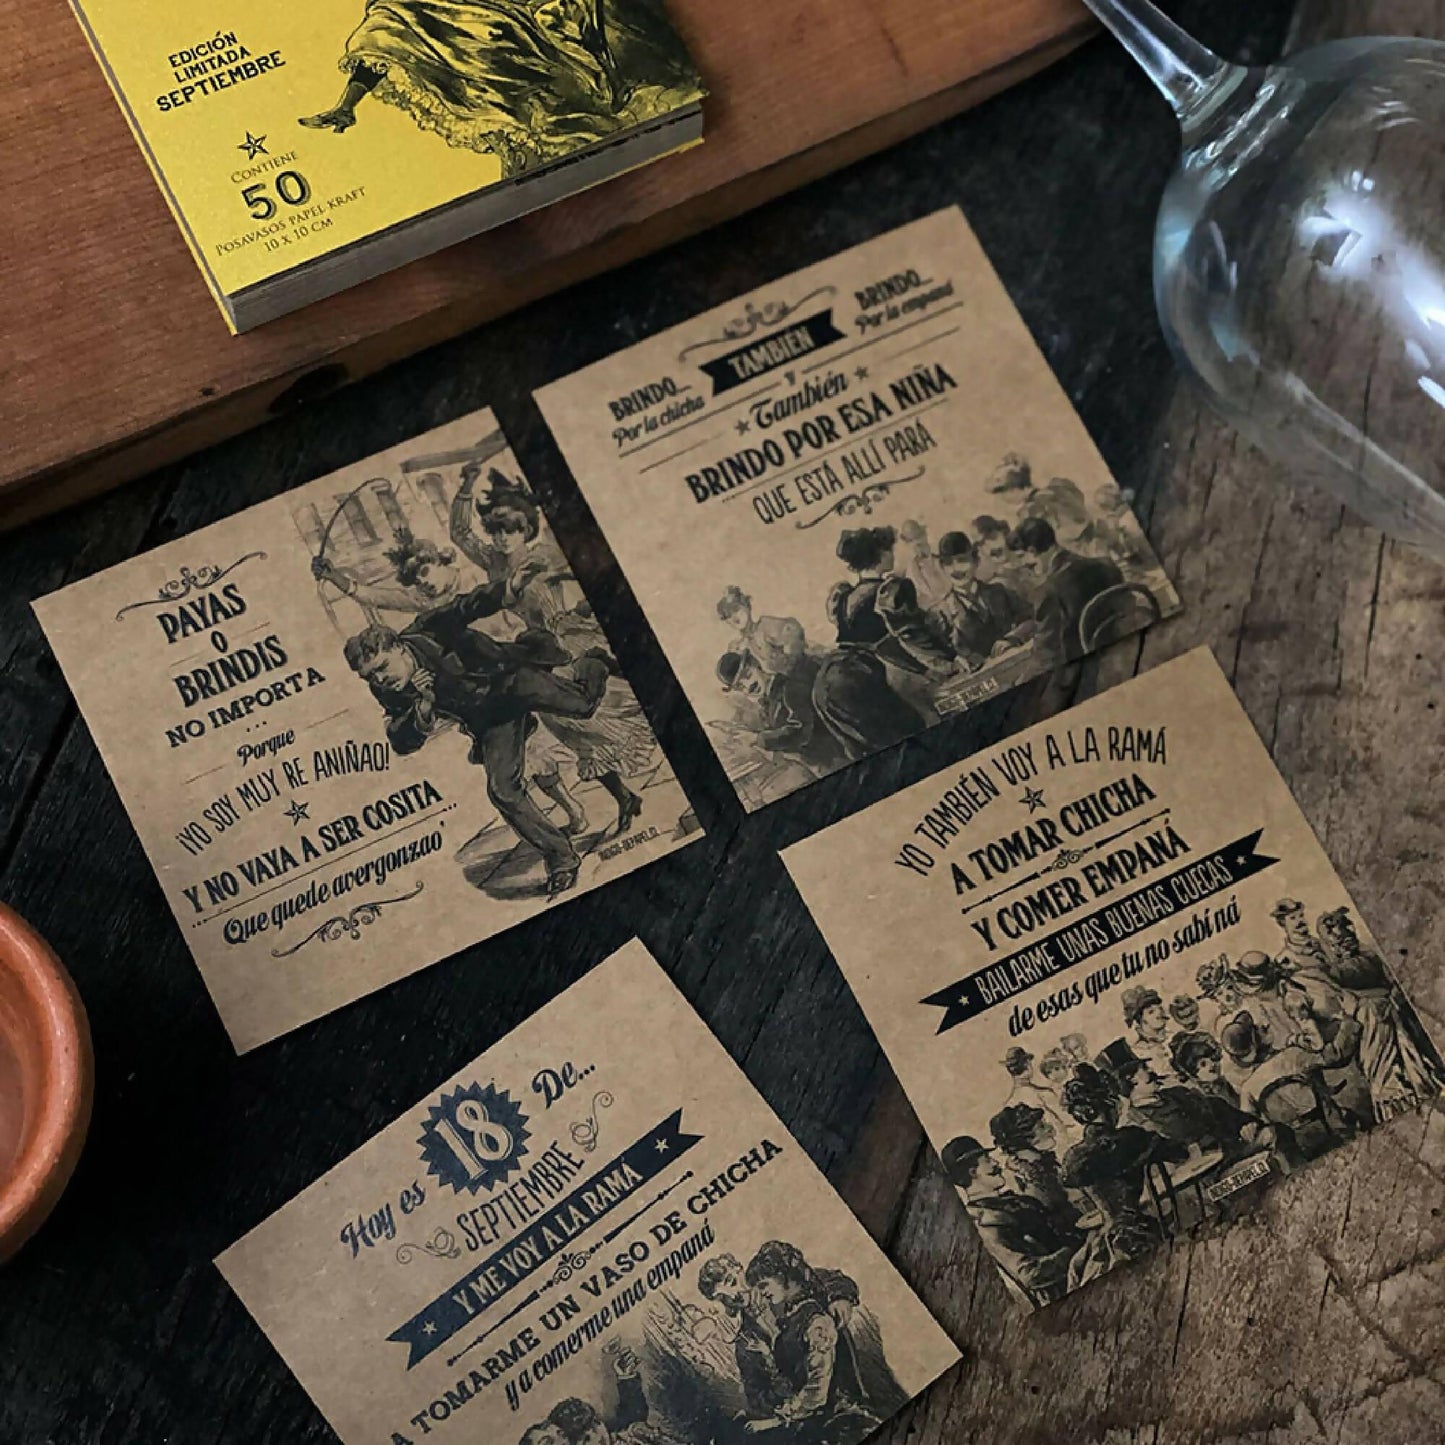 EDICIÓN
LIMITADA
SEPTIEMBRE
CONTIENE
50
POSAVASOS PAPEL KRAFT
10 X 10 CM
BRINDO...
Por la chicha
TAMBIÉN
BRINDO...
Por la empaná
Y
También
BRINDO POR ESA NIÑA
QUE ESTÁ ALLÍ PARÁ
PAYAS
O
BRINDIS
NO IMPORTA
...
Porque
¡YO SOY MUY RE ANIÑAO!
Y NO VAYA A SER COSITA
...
...
Que quede avergonzao'
YO TAMBIÉN VOY A LA RAMÁ
A TOMAR CHICHA
Y COMER EMPANÁ
BAILARME UNAS BUENAS CUECAS
de esas que tu no sabí ná
Hoy es 18 De...
SEPTIEMBRE
Y ME VOY A LA RAMÁ
A TOMARME UN VASO DE CHICHA
y a comerme una empaná